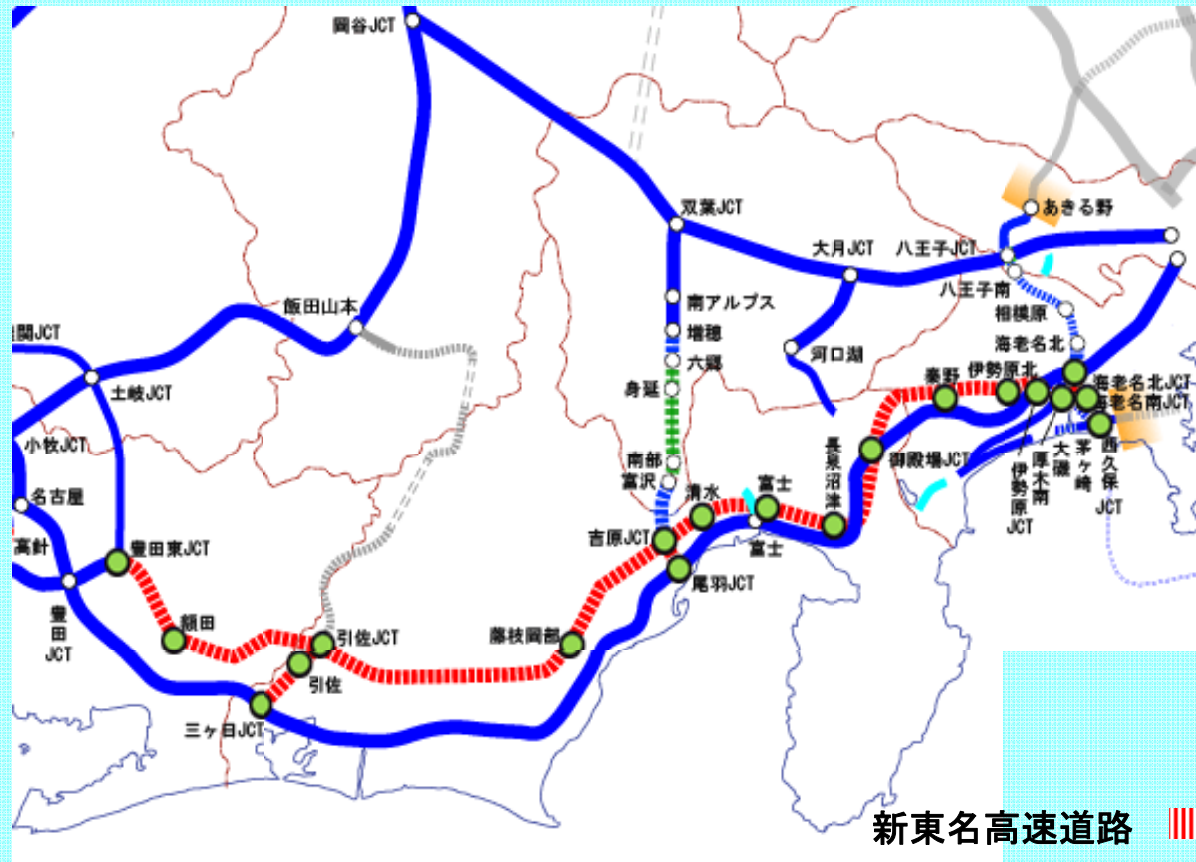 岡谷JCT
双葉JCT
あきる野
大月JCT
八王子JCT
八王子南
南アルプス
飯田山本
増穂
相模原
関JCT
海老名北
六郷
河口湖
土岐JCT
身延
秦野
伊勢原北
海老名北JCT
海老名南JCT
小牧JCT
長泉沼津
御殿場JCT
伊勢原JCT
厚木南
大磯
茅ヶ崎
西久保JCT
南部
富沢
名古屋
清水
富士
高針
豊田東JCT
吉原JCT
富士
尾羽JCT
豊田JCT
額田
引佐JCT
藤枝岡部
引佐
三ヶ日JCT
新東名高速道路